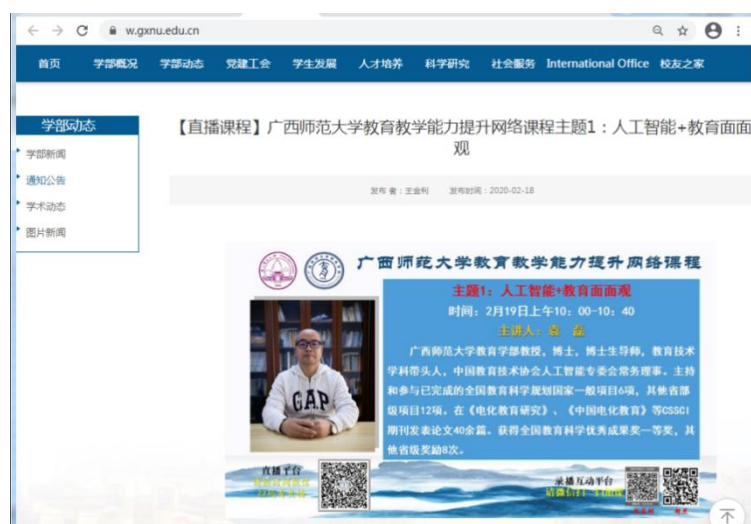 w.gxnu.edu.cn
首页 学部概况 学部动态 党建工会 学生发展 人才培养 科学研究 社会服务 International Office 校友之家
学部动态
学部新闻
通知公告
学术动态
图片新闻
【直播课程】广西师范大学教育教学能力提升网络课程主题1：人工智能+教育面面
观
发布者：王金利 发布时间：2020-02-18
广西师范大学教育教学能力提升网络课程
主题1：人工智能+教育面面观
时间：2月19日上午10：00-10：40
主讲人：袁 磊
广西师范大学教育学部教授，博士，博士生导师，教育技术
学科带头人，中国教育技术协会人工智能专委会常务理事。主持
和参与已完成的全国教育科学规划国家一般项目6项，其他省部
级项目12项。在《电化教育研究》、《中国电化教育》等CSSCI
期刊发表论文40余篇。获得全国教育科学优秀成果奖一等奖，其
他省级奖励8次。
GAP
直播平台
录播互动平台